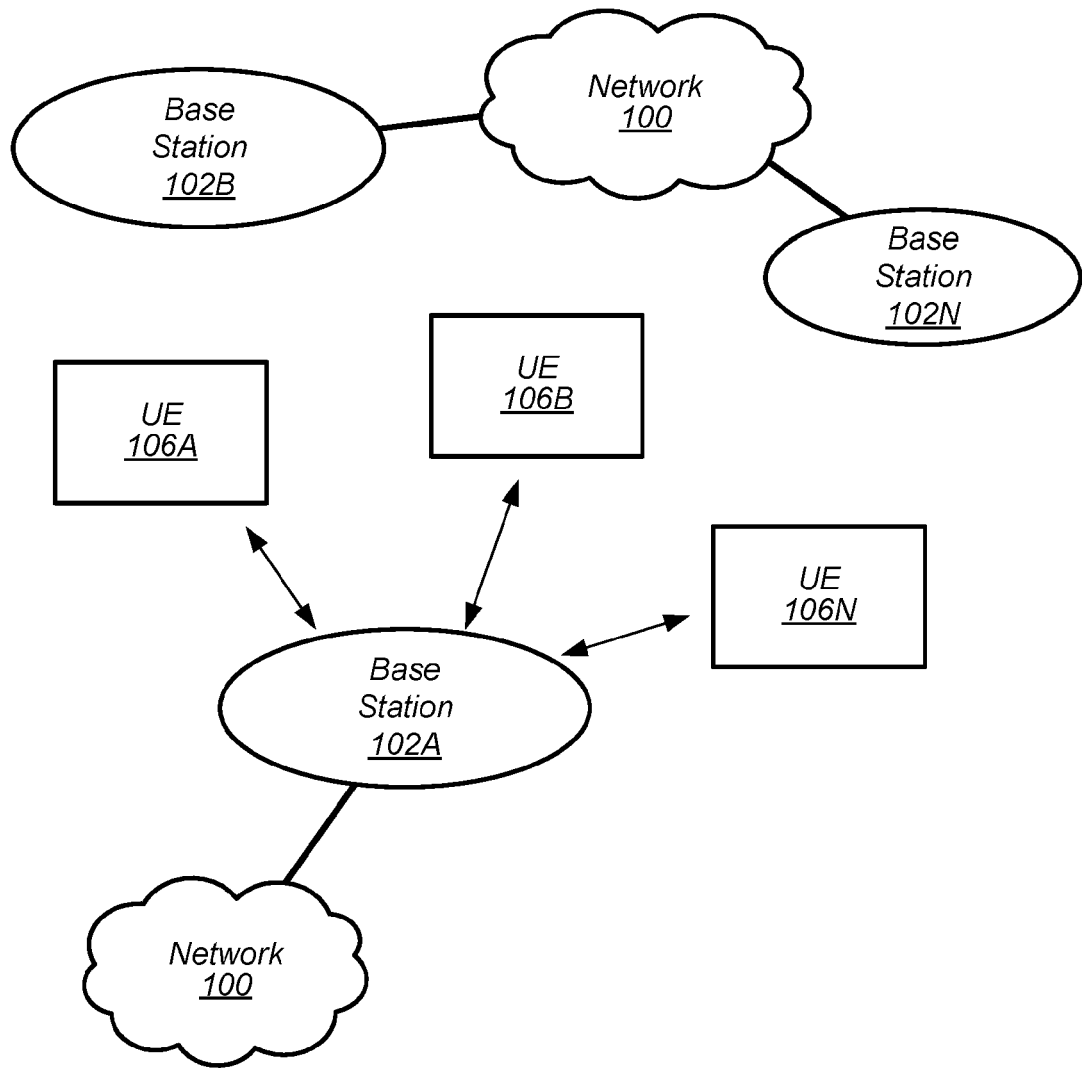 Network
100
Base
Station
102B
Base
Station
102N
UE
106B
UE
106A
UE
106N
Base
Station
102A
Network
100